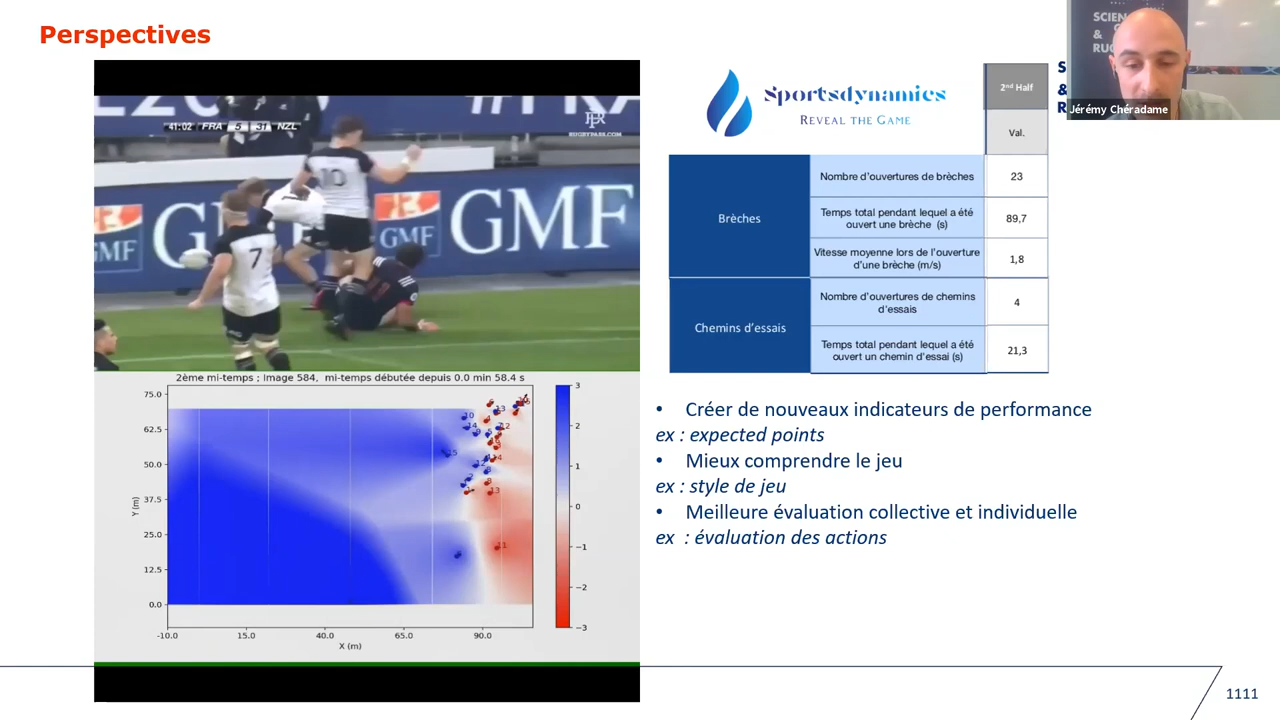 Perspectives
41:02 FRA 5 31 NZL
RUGBYPASS.COM
GMF
GMF
GMF
10
7
2ème mi-temps ; Image 584, mi-temps débutée depuis 0.0 min 58.4 s
75.0
62.5
50.0
37.5
25.0
12.5
0.0
Y (m)
-10.0 15.0 40.0 65.0 90.0
X (m)
3
2
1
0
−1
−2
−3
Sportsdynamics
REVEAL THE GAME
2nd Half
Val.
Brèches
Nombre d'ouvertures de brèches
23
Temps total pendant lequel a été
ouvert une brèche (s)
89,7
Vitesse moyenne lors de l'ouverture
d'une brèche (m/s)
1,8
Chemins d'essais
Nombre d'ouvertures de chemins
d'essais
4
Temps total pendant lequel a été
ouvert un chemin d'essai (s)
21,3
• Créer de nouveaux indicateurs de performance
ex : expected points
• Mieux comprendre le jeu
ex : style de jeu
• Meilleure évaluation collective et individuelle
ex : évaluation des actions
S
&
R
SCIEN
&
RUG
Jérémy Chéradame
1111